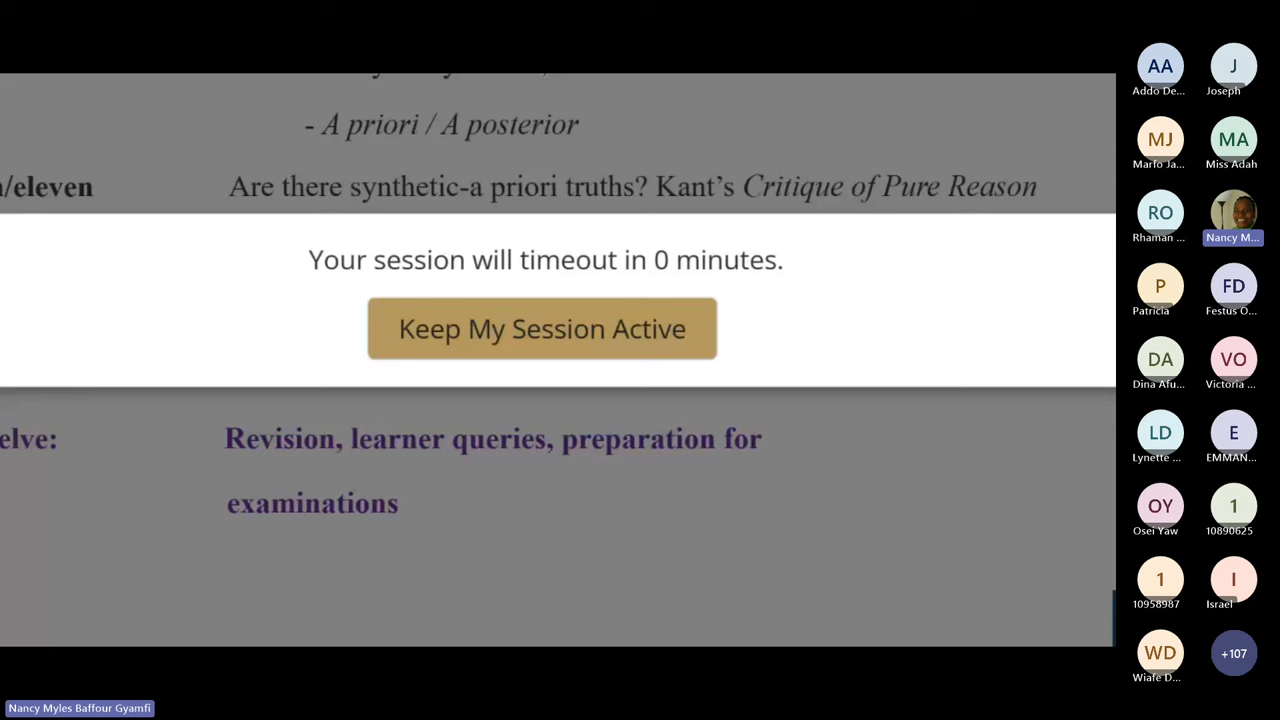 - A priori / A posterior
/eleven
Are there synthetic-a priori truths? Kant's Critique of Pure Reason
Your session will timeout in 0 minutes.
Keep My Session Active
elve:
Revision, learner queries, preparation for
examinations
AA
Addo De...
J
Joseph
MJ
Marfo Ja...
MA
Miss Adah
RO
Rhaman ...
Nancy M...
P
Patricia
FD
Festus O...
DA
Dina Afu...
VO
Victoria ...
LD
Lynette ...
E
EMMAN...
OY
Osei Yaw
1
10890625
1
10958987
I
Israel
WD
Wiafe D...
+107
Nancy Myles Baffour Gyamfi